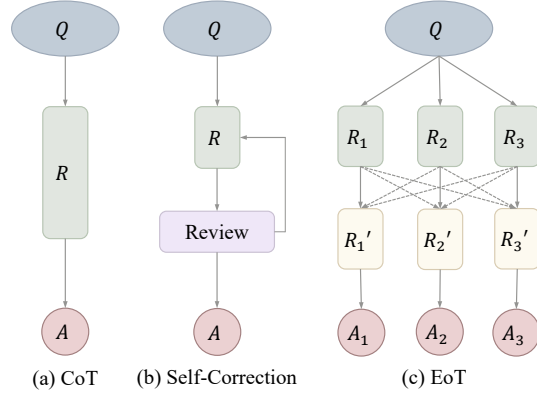 Q
Q
Q
R
R
R₁
R₂
R₃
Review
R₁′
R₂′
R₃′
A
A
A₁
A₂
A₃
(a) CoT
(b) Self-Correction
(c) EoT